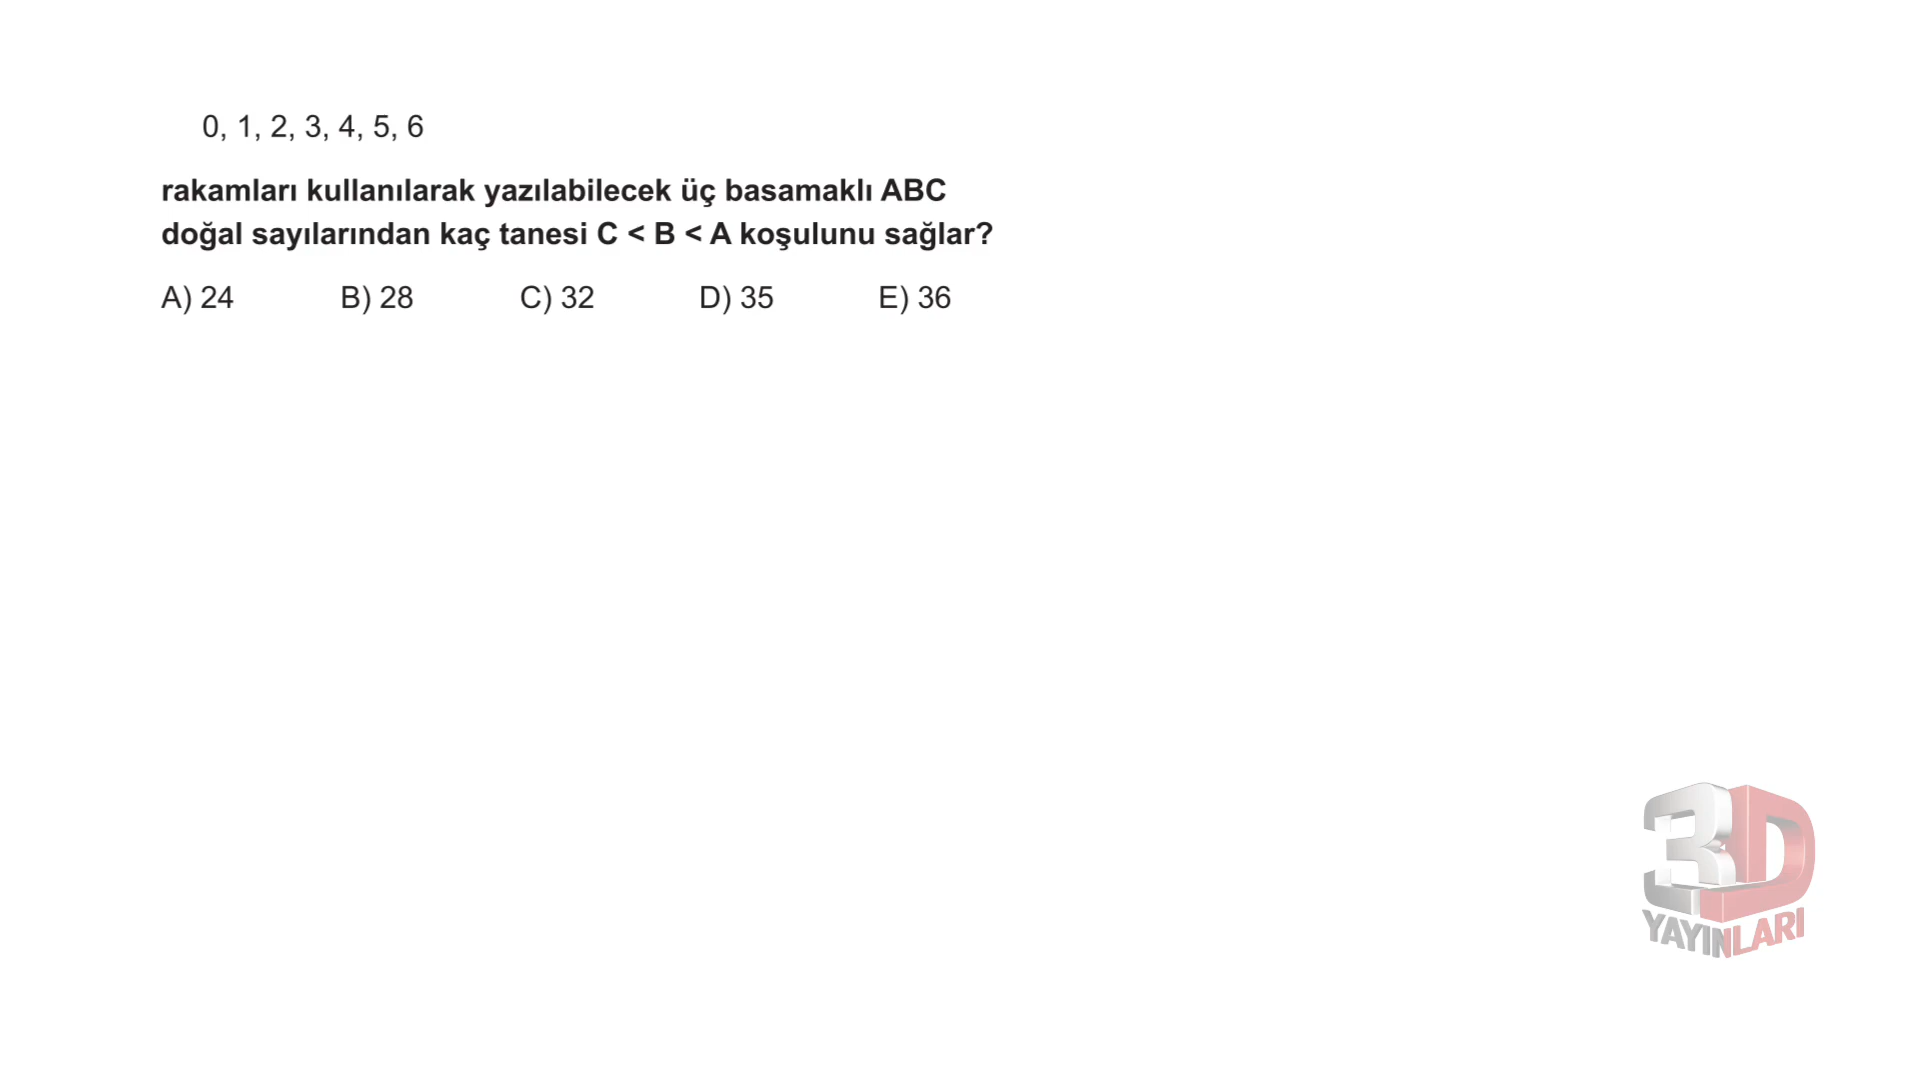 0, 1, 2, 3, 4, 5, 6
rakamları kullanılarak yazılabilecek üç basamaklı ABC
doğal sayılarından kaç tanesi C < B < A koşulunu sağlar?
A) 24 B) 28 C) 32 D) 35 E) 36
3D
YAYINLARI